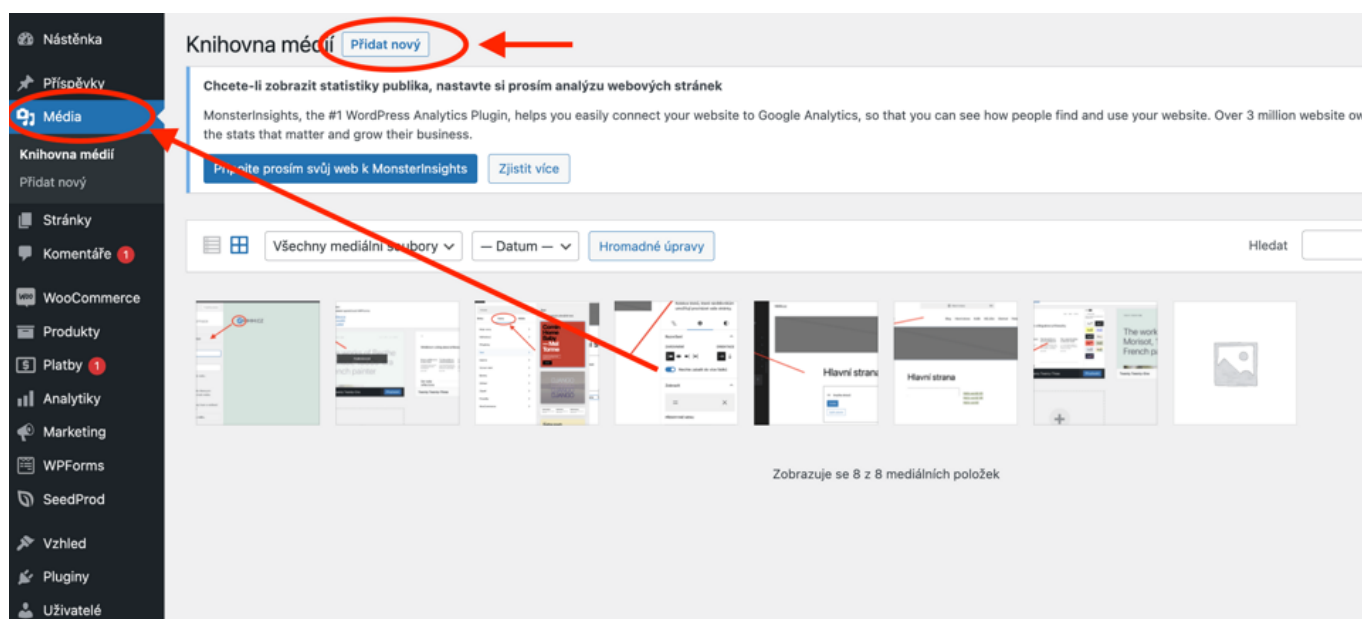 Nástěnka
Příspěvky
Média
Knihovna médií
Přidat nový
Stránky
Komentáře 1
WooCommerce
Produkty
Platby 1
Analytiky
Marketing
WPForms
SeedProd
Vzhled
Pluginy
Uživatelé
Knihovna médií Přidat nový
Chcete-li zobrazit statistiky publika, nastavte si prosím analýzu webových stránek
MonsterInsights, the #1 WordPress Analytics Plugin, helps you easily connect your website to Google Analytics, so that you can see how people find and use your website. Over 3 million website ow
the stats that matter and grow their business.
Připojte prosím svůj web k MonsterInsights Zjistit více
Všechny mediální soubory — Datum — Hromadné úpravy Hledat
Hlavní strana
Hlavní strana
The work
Morisot,
French pa
Zobrazuje se 8 z 8 mediálních položek